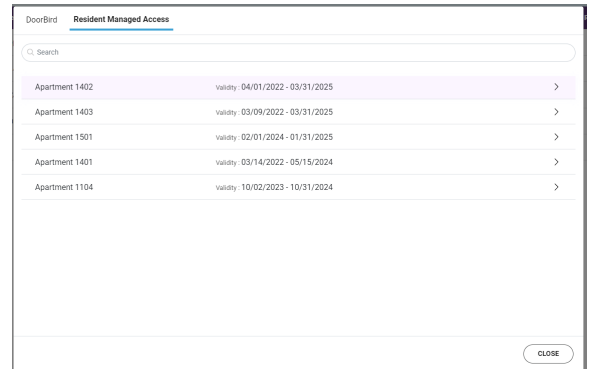 DoorBird Resident Managed Access
Search
Apartment 1402 Validity : 04/01/2022 - 03/31/2025
Apartment 1403 Validity : 03/09/2022 - 03/31/2025
Apartment 1501 Validity : 02/01/2024 - 01/31/2025
Apartment 1401 Validity : 03/14/2022 - 05/15/2024
Apartment 1104 Validity : 10/02/2023 - 10/31/2024
CLOSE